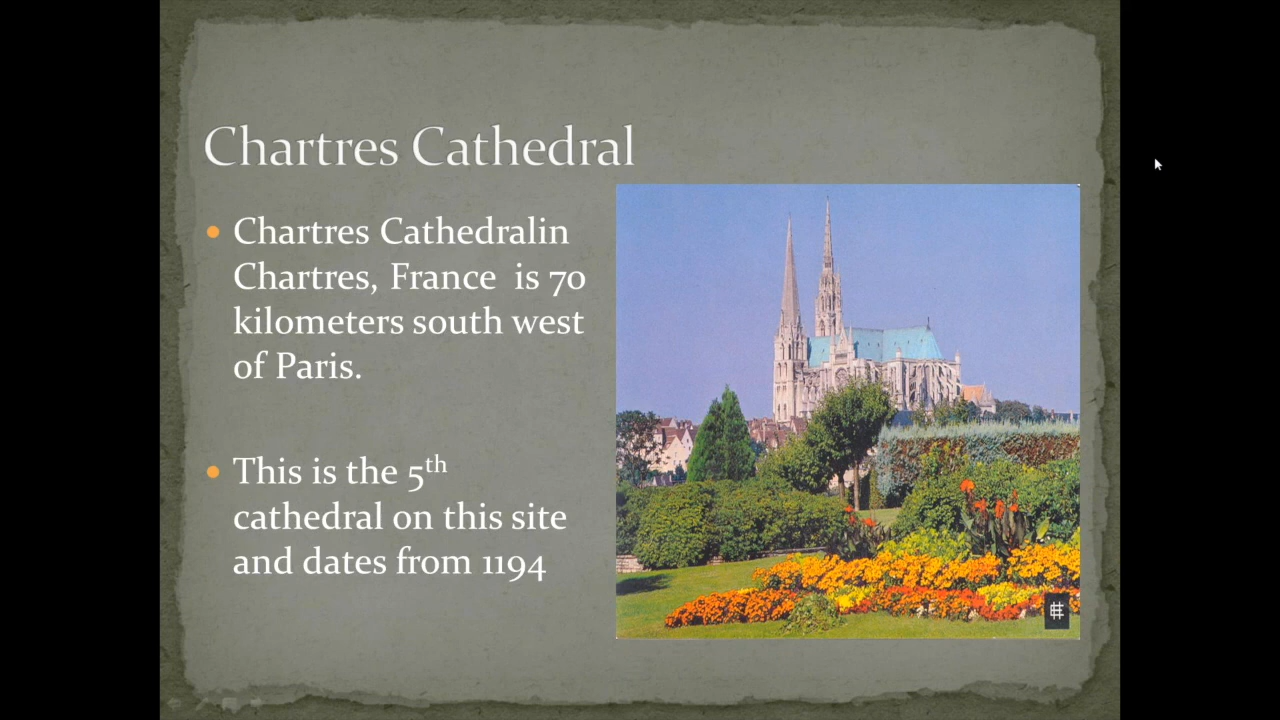 Chartres Cathedral
Chartres Cathedralin
Chartres, France  is 70
kilometers south west
of Paris.
This is the 5th
cathedral on this site
and dates from 1194